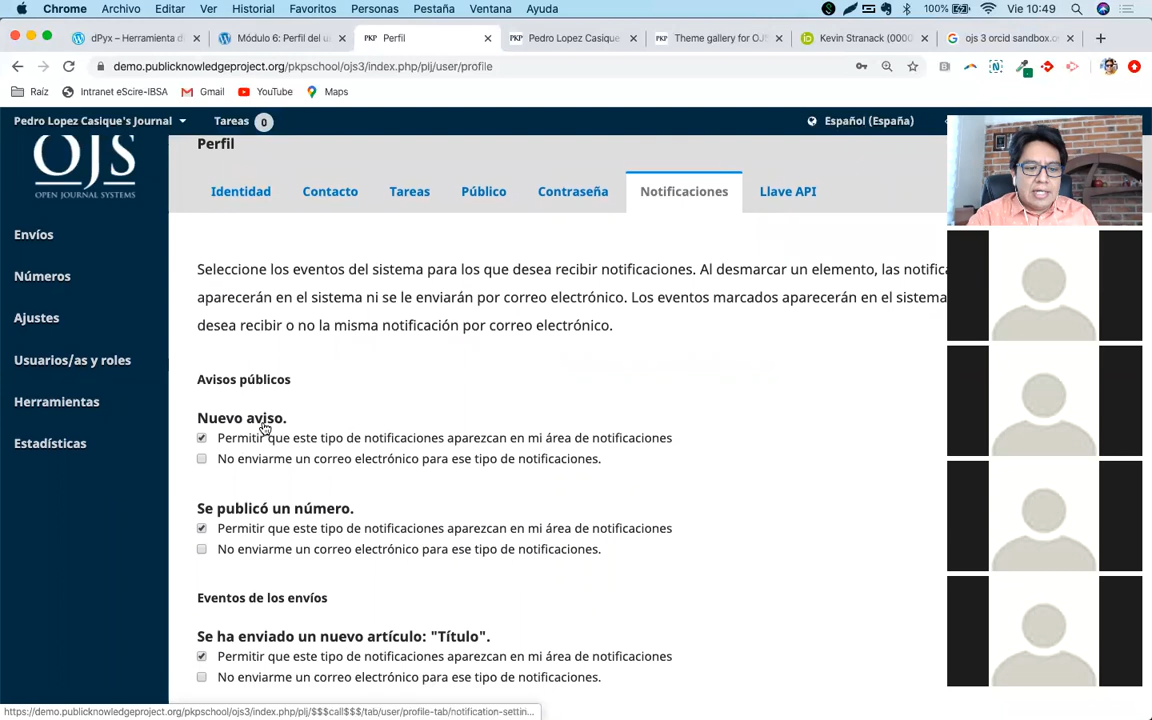 Chrome Archivo Editar Ver Historial Favoritos Personas Pestaña Ventana Ayuda 100% Vie 10:49
dPyx – Herramienta d Módulo 6: Perfil del u Perfil Pedro Lopez Casique Theme gallery for OJS Kevin Stranack (0000 ojs 3 orcid sandbox.o
demo.publicknowledgeproject.org/pkpschool/ojs3/index.php/plj/user/profile
Raíz Intranet eScire-IBSA Gmail YouTube Maps
Pedro Lopez Casique's Journal Tareas 0 Español (España)
OJS
OPEN JOURNAL SYSTEMS
Perfil
Identidad Contacto Tareas Público Contraseña Notificaciones Llave API
Envíos
Números
Ajustes
Usuarios/as y roles
Herramientas
Estadísticas
Seleccione los eventos del sistema para los que desea recibir notificaciones. Al desmarcar un elemento, las notifica
aparecerán en el sistema ni se le enviarán por correo electrónico. Los eventos marcados aparecerán en el sistema
desea recibir o no la misma notificación por correo electrónico.
Avisos públicos
Nuevo aviso.
Permitir que este tipo de notificaciones aparezcan en mi área de notificaciones
No enviarme un correo electrónico para ese tipo de notificaciones.
Se publicó un número.
Permitir que este tipo de notificaciones aparezcan en mi área de notificaciones
No enviarme un correo electrónico para ese tipo de notificaciones.
Eventos de los envíos
Se ha enviado un nuevo artículo: "Título".
Permitir que este tipo de notificaciones aparezcan en mi área de notificaciones
No enviarme un correo electrónico para ese tipo de notificaciones.
https://demo.publicknowledgeproject.org/pkpschool/ojs3/index.php/plj/$$$call$$$/tab/user/profile-tab/notification-settin...